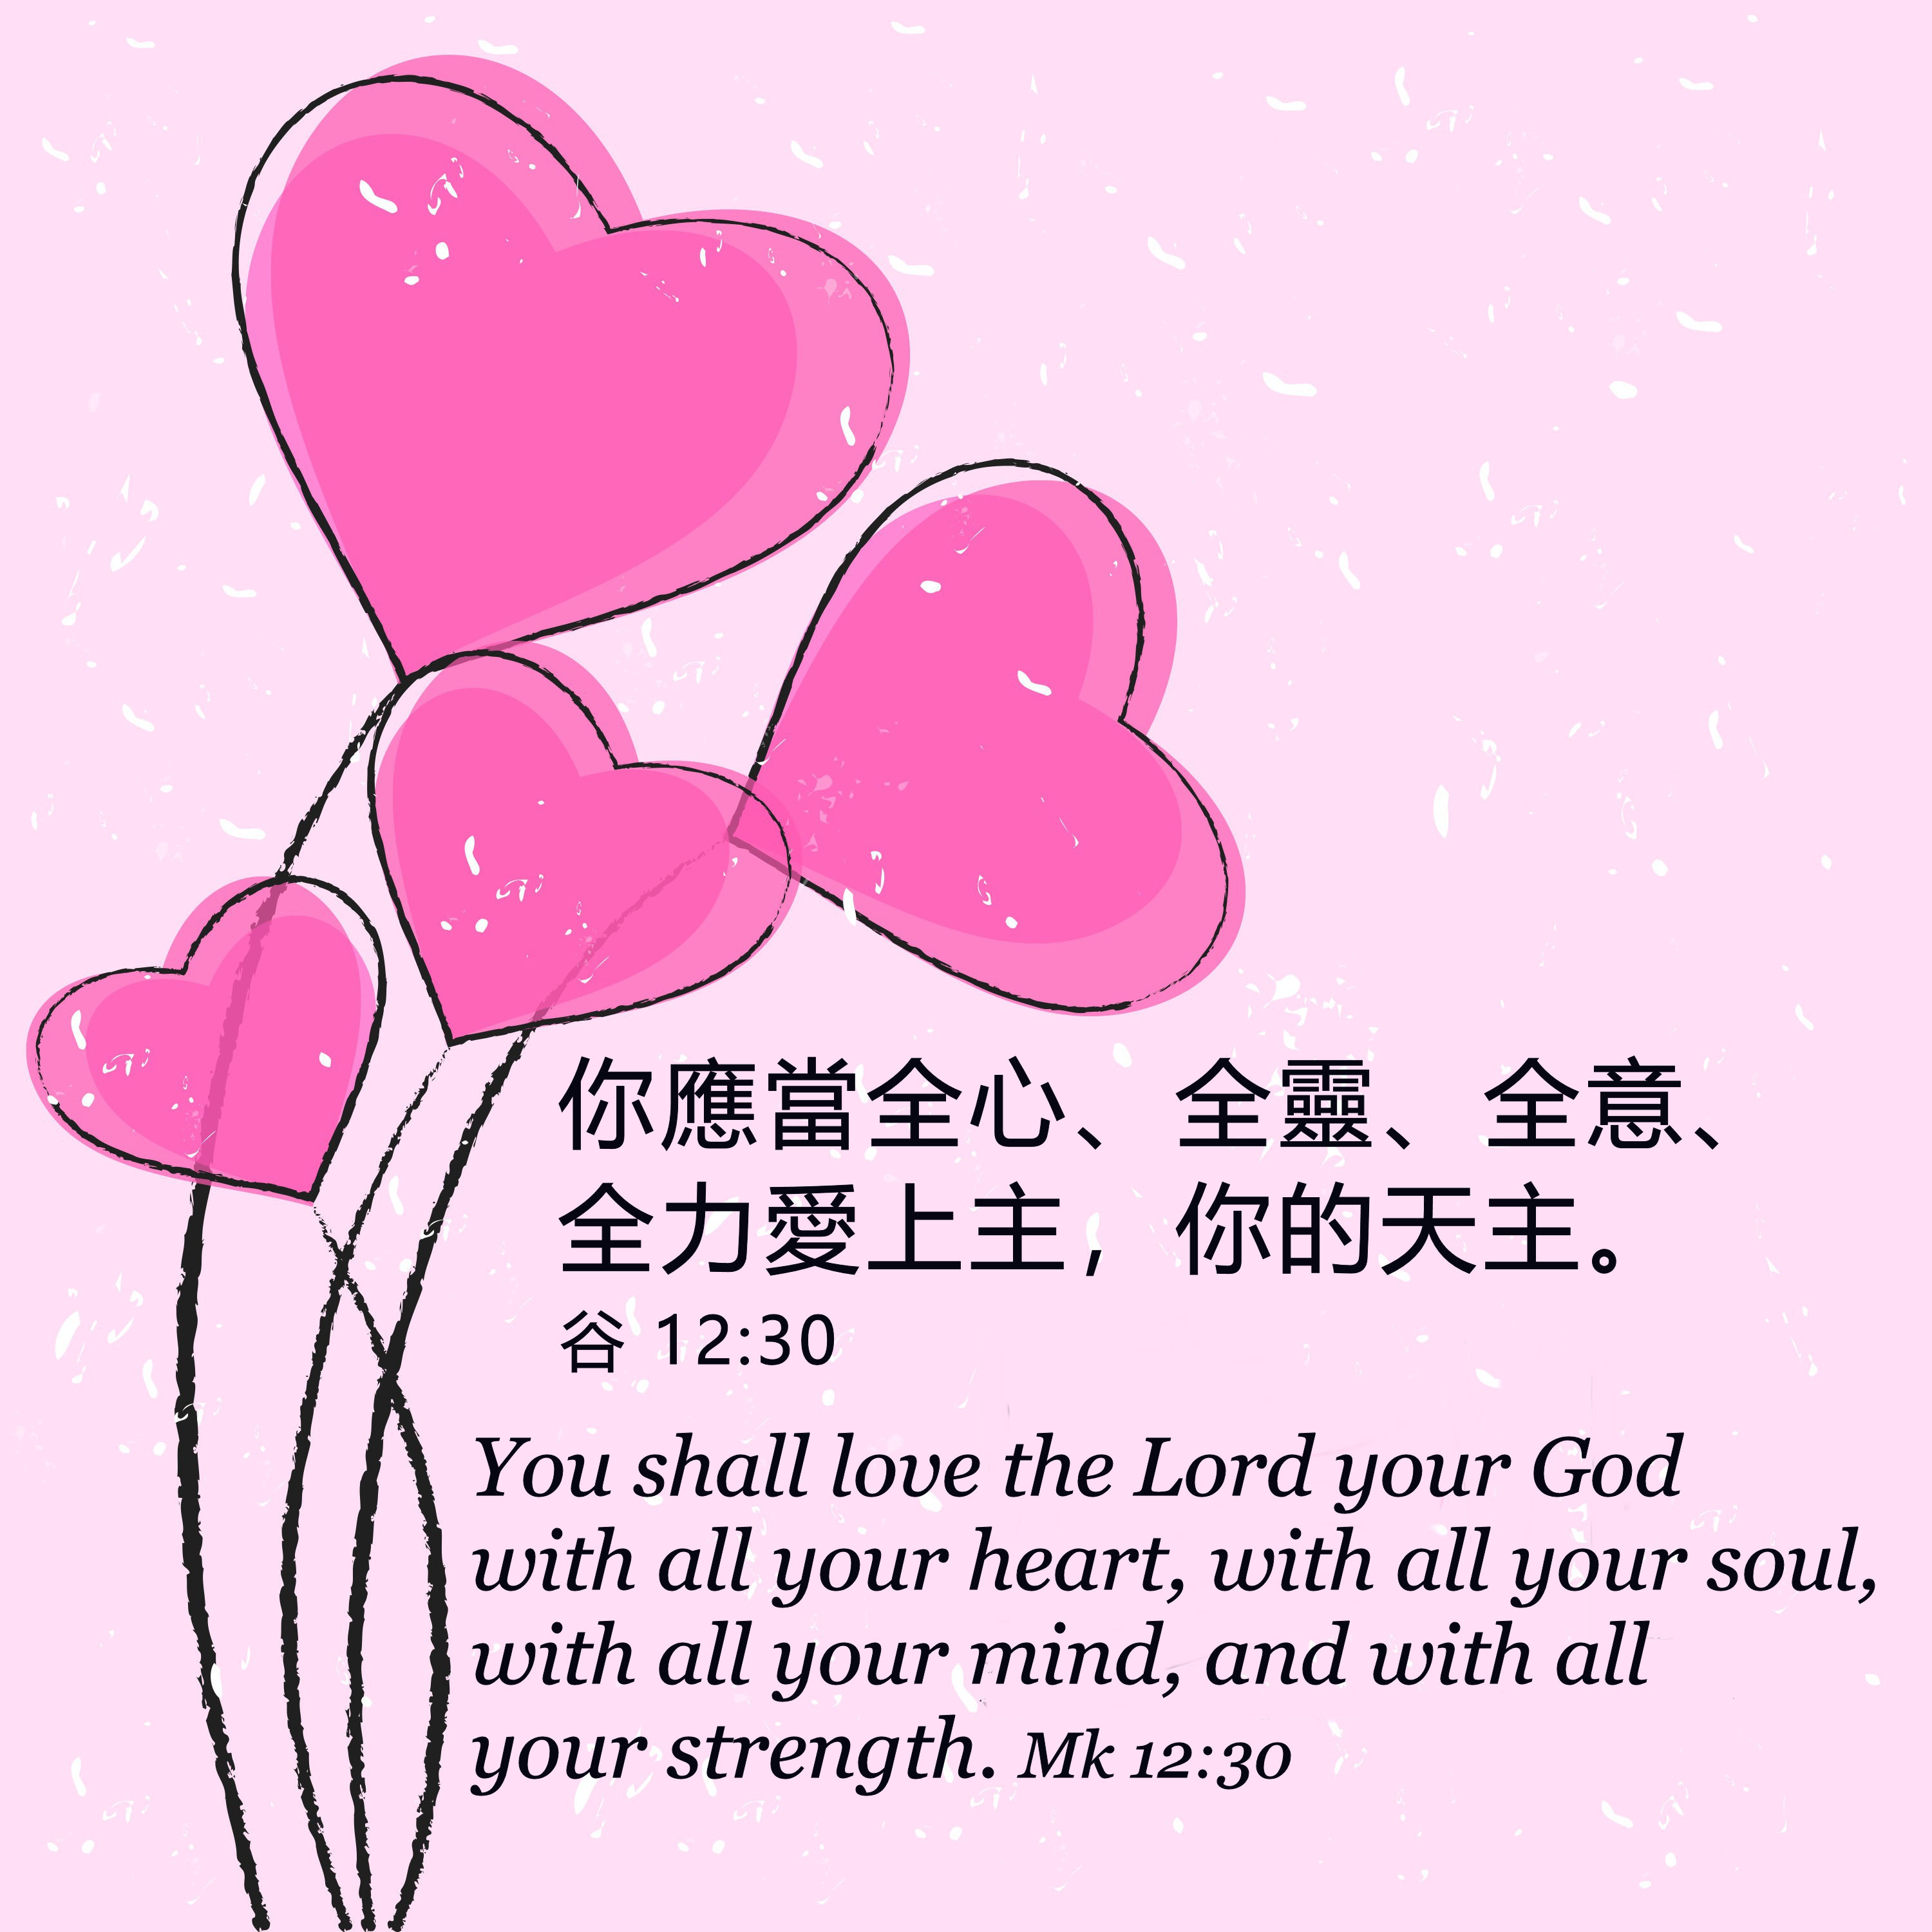 你應當全心、 全靈、 全意、
全力愛上主, 你的天主。
谷 12:30
You shall love the Lord your God
with all your heart, with all your soul,
with all your mind, and with all
your strength. Mk 12:30